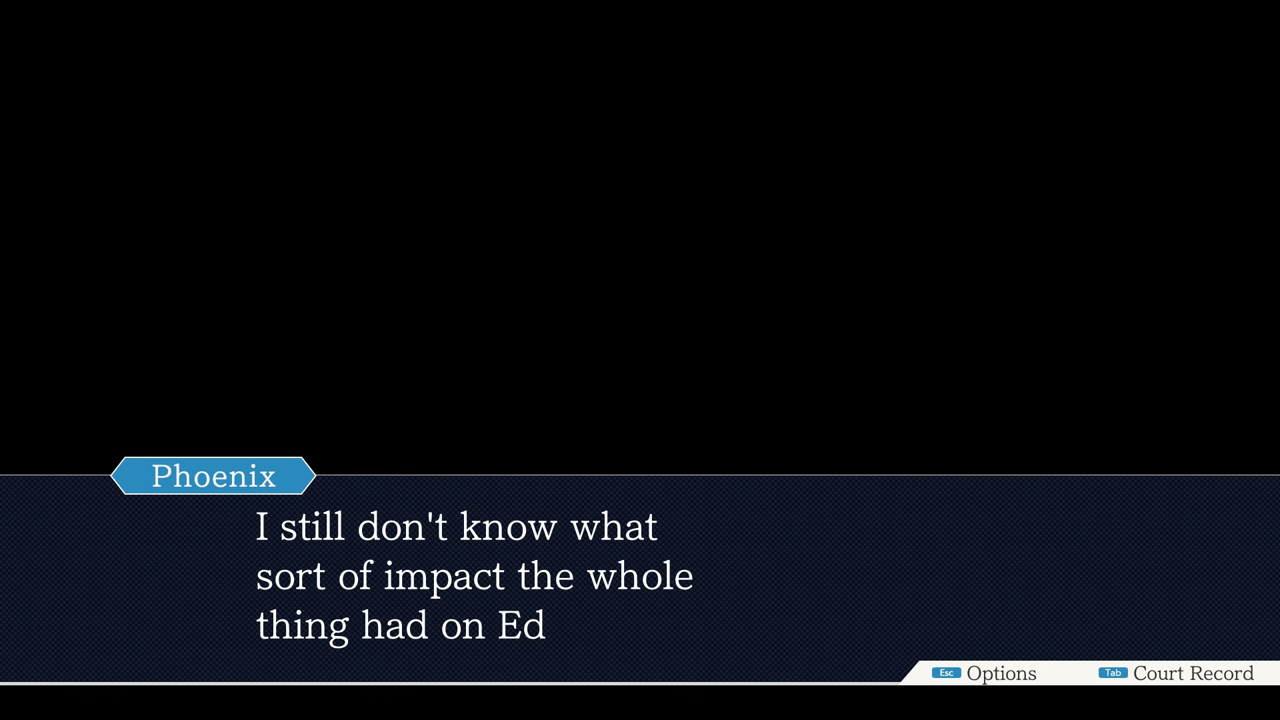 Phoenix
I still don't know what
sort of impact the whole
thing had on Ed
Esc Options Tab Court Record